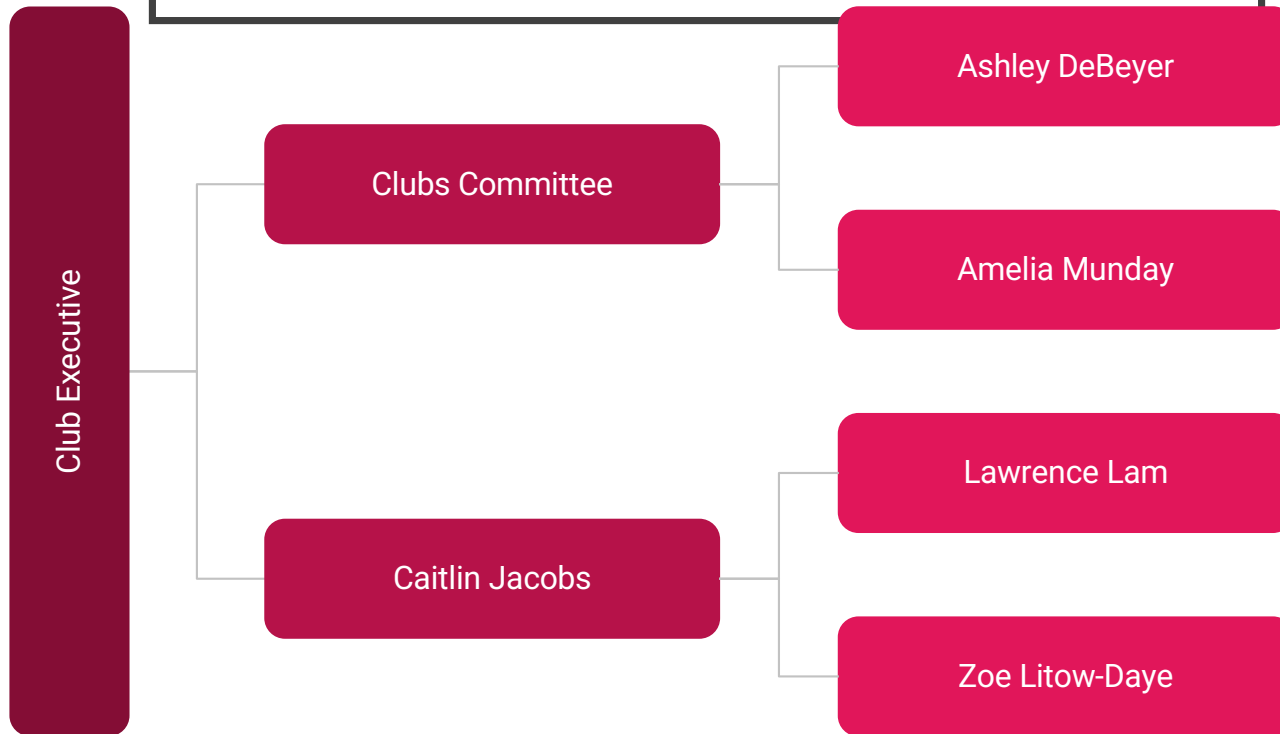 Club Executive
Clubs Committee
Ashley DeBeyer
Amelia Munday
Caitlin Jacobs
Lawrence Lam
Zoe Litow-Daye